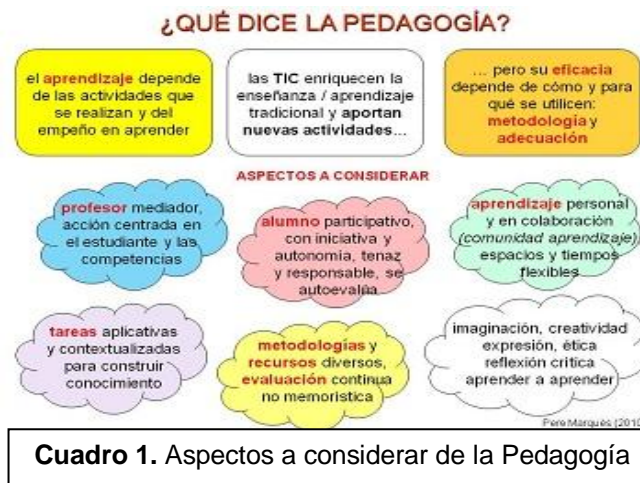 ¿QUÉ DICE LA PEDAGOGÍA?
el aprendizaje depende
de las actividades que
se realizan y del
empeño en aprender
las TIC enriquecen la
enseñanza / aprendizaje
tradicional y aportan
nuevas actividades...
... pero su eficacia
depende de cómo y para
qué se utilicen:
metodología y
adecuación
ASPECTOS A CONSIDERAR
profesor mediador,
acción centrada en
el estudiante y las
competencias
alumno participativo,
con iniciativa y
autonomía, tenaz
y responsable, se
autoevalúa
aprendizaje personal
y en colaboración
(comunidad aprendizaje);
espacios y tiempos
flexibles
tareas aplicativas
y contextualizadas
para construir
conocimiento
metodologías y
recursos diversos,
evaluación continua
no memorística
imaginación, creatividad
expresión, ética
reflexión crítica
aprender a aprender
Pere Marquès (2010
Cuadro 1. Aspectos a considerar de la Pedagogía